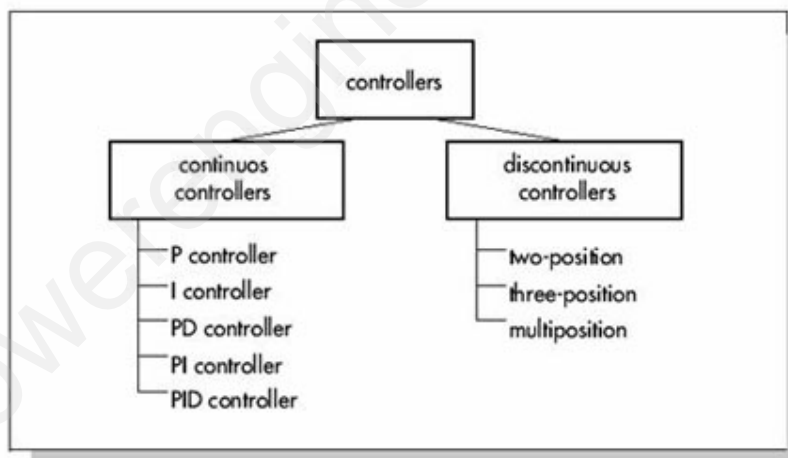 controllers
continuos
controllers
P controller
I controller
PD controller
PI controller
PID controller
discontinuous
controllers
two-position
three-position
multiposition